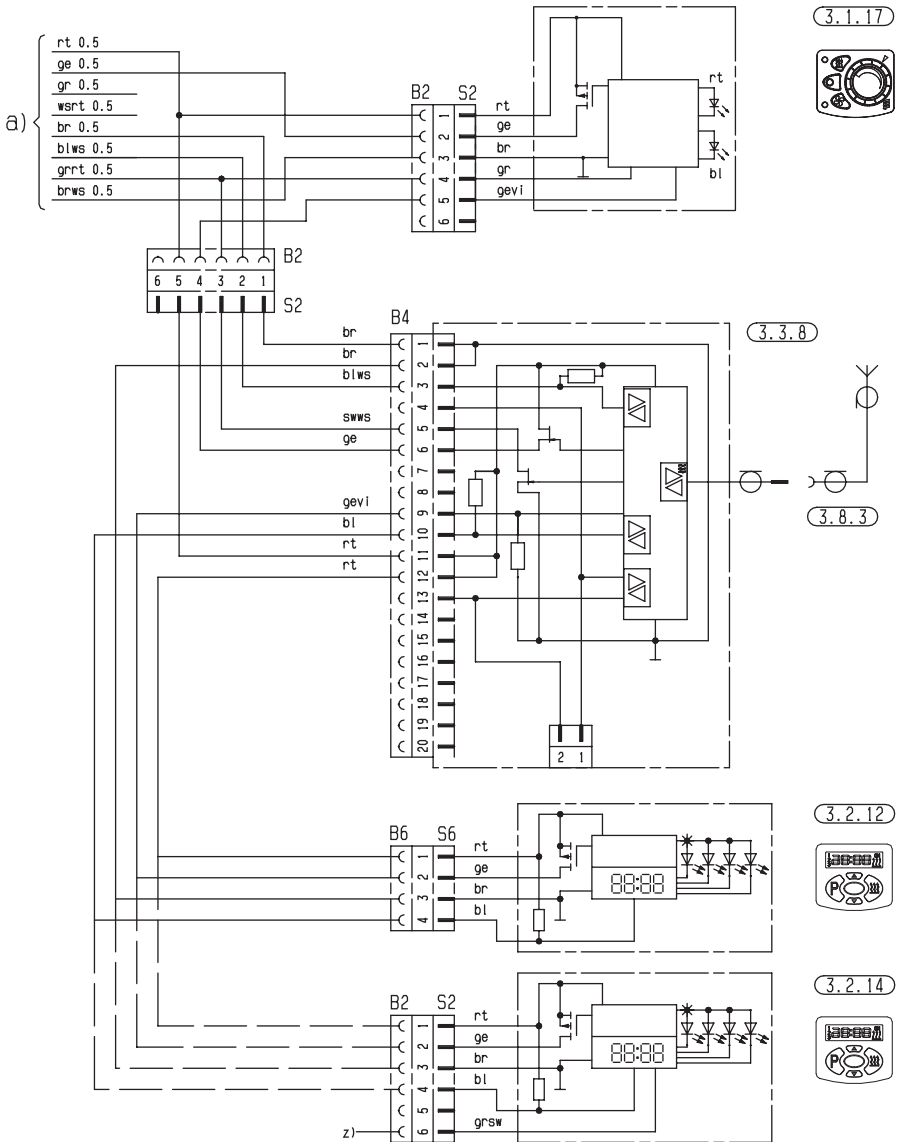 3.1.17
a)
rt 0.5
ge 0.5
gr 0.5
wsrt 0.5
br 0.5
blws 0.5
grrt 0.5
brws 0.5
B2 S2
1
2
3
4
5
6
rt
ge
br
gr
gevi
rt
bl
B2
6 5 4 3 2 1
S2
B4
3.3.8
br
br
blws
swws
ge
gevi
bl
rt
rt
1
2
3
4
5
6
7
8
9
10
11
12
13
14
15
16
17
18
19
20
2 1
3.8.3
3.2.12
B6 S6
1
2
3
4
rt
ge
br
bl
88:88
P
3.2.14
B2 S2
1
2
3
4
5
6
rt
ge
br
bl
grsw
z)
88:88
P